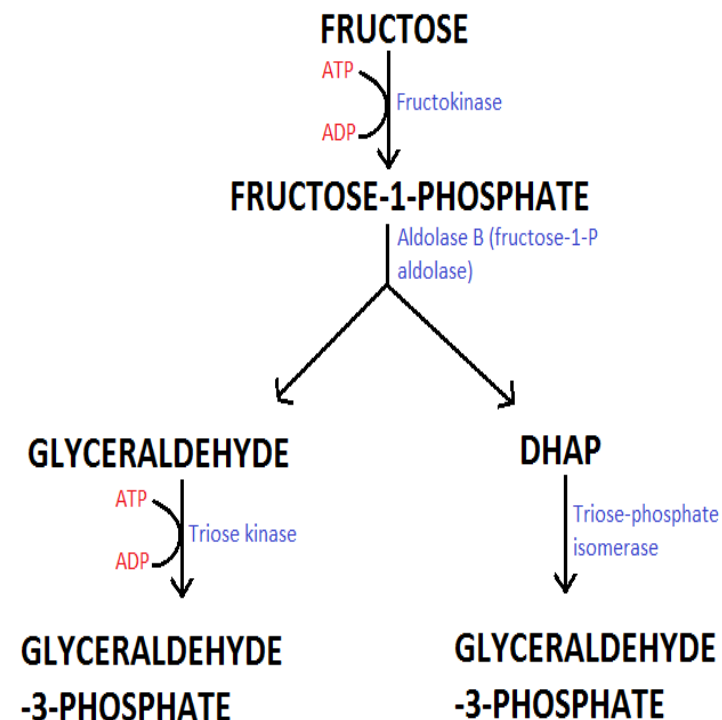 FRUCTOSE
ATP
Fructokinase
ADP
FRUCTOSE-1-PHOSPHATE
Aldolase B (fructose-1-P
aldolase)
GLYCERALDEHYDE
DHAP
ATP
Triose kinase
ADP
Triose-phosphate
isomerase
GLYCERALDEHYDE
-3-PHOSPHATE
GLYCERALDEHYDE
-3-PHOSPHATE